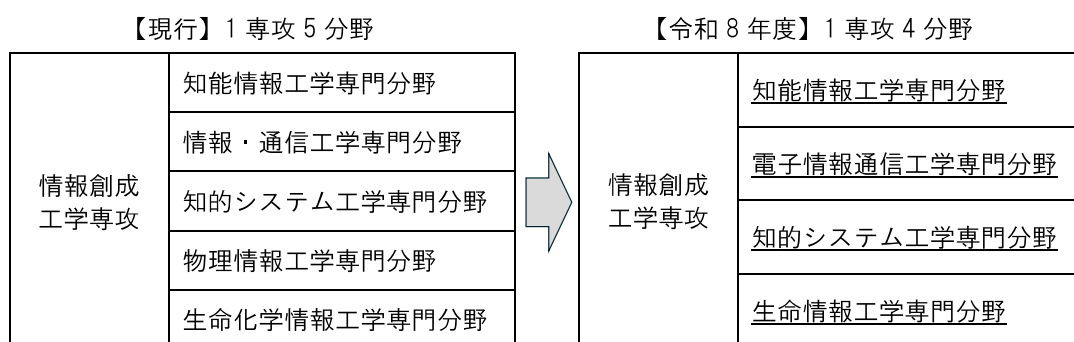 【現行】1専攻5分野
情報創成
工学専攻
知能情報工学専門分野
情報・通信工学専門分野
知的システム工学専門分野
物理情報工学専門分野
生命化学情報工学専門分野
【令和8年度】1専攻4分野
情報創成
工学専攻
知能情報工学専門分野
電子情報通信工学専門分野
知的システム工学専門分野
生命情報工学専門分野